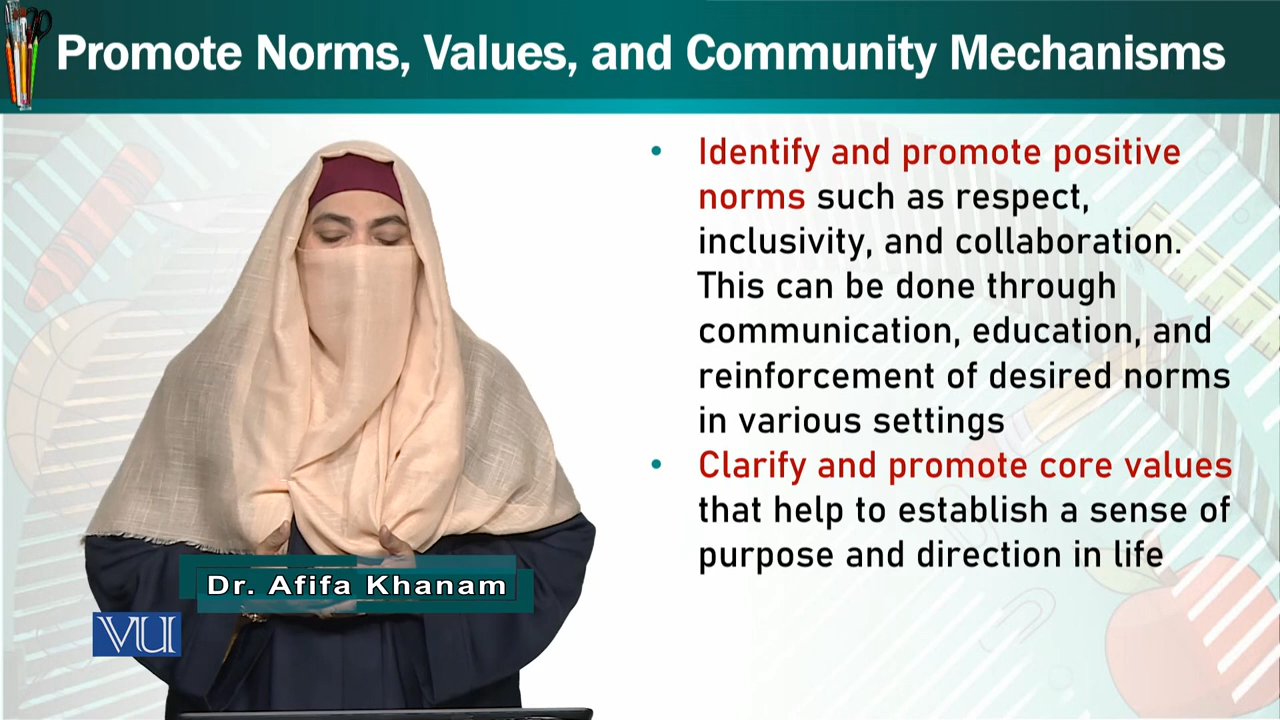 Promote Norms, Values, and Community Mechanisms
• Identify and promote positive
norms such as respect,
inclusivity, and collaboration.
This can be done through
communication, education, and
reinforcement of desired norms
in various settings
• Clarify and promote core values
that help to establish a sense of
purpose and direction in life
Dr. Afifa Khanam
VU